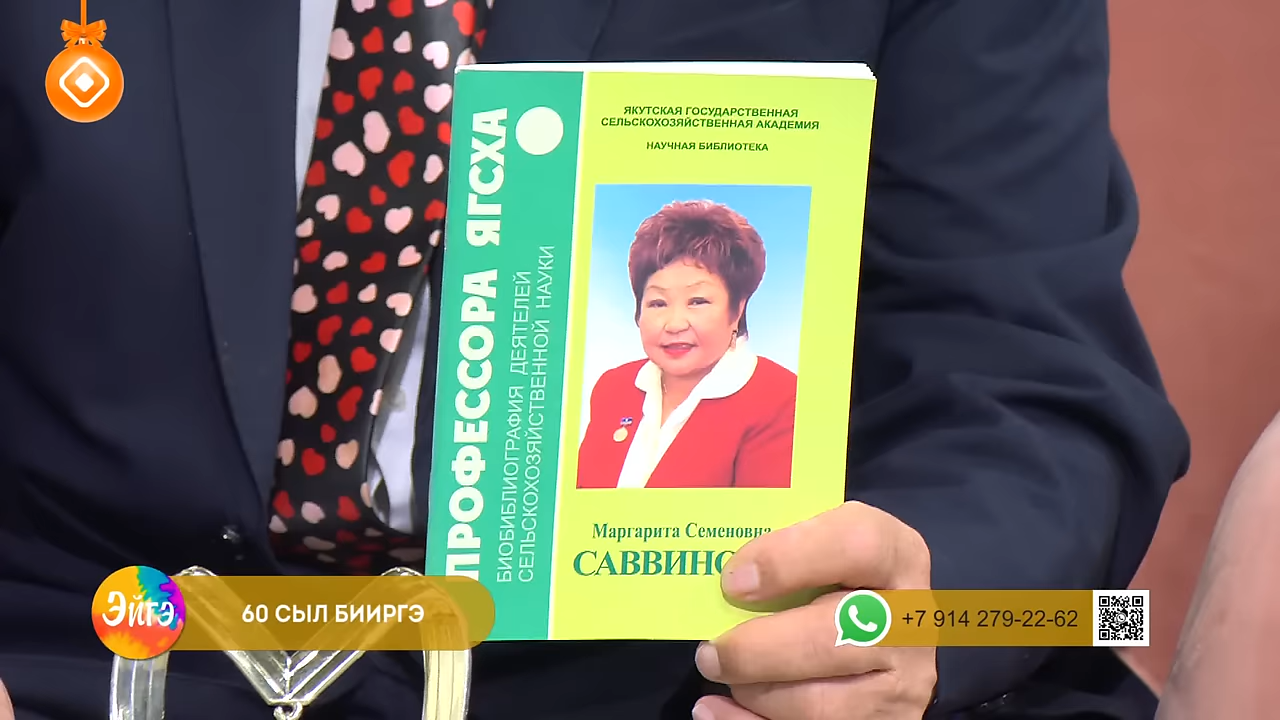 ЯКУТСКАЯ ГОСУДАРСТВЕННАЯ
СЕЛЬСКОХОЗЯЙСТВЕННАЯ АКАДЕМИЯ
НАУЧНАЯ БИБЛИОТЕКА
ПРОФЕССОРА ЯГСХА
БИОБИБЛИОГРАФИЯ ДЕЯТЕЛЕЙ
СЕЛЬСКОХОЗЯЙСТВЕННОЙ НАУКИ
Маргарита Семеновна
Эйгэ
60 СЫЛ БИИРГЭ
+7 914 279-22-62